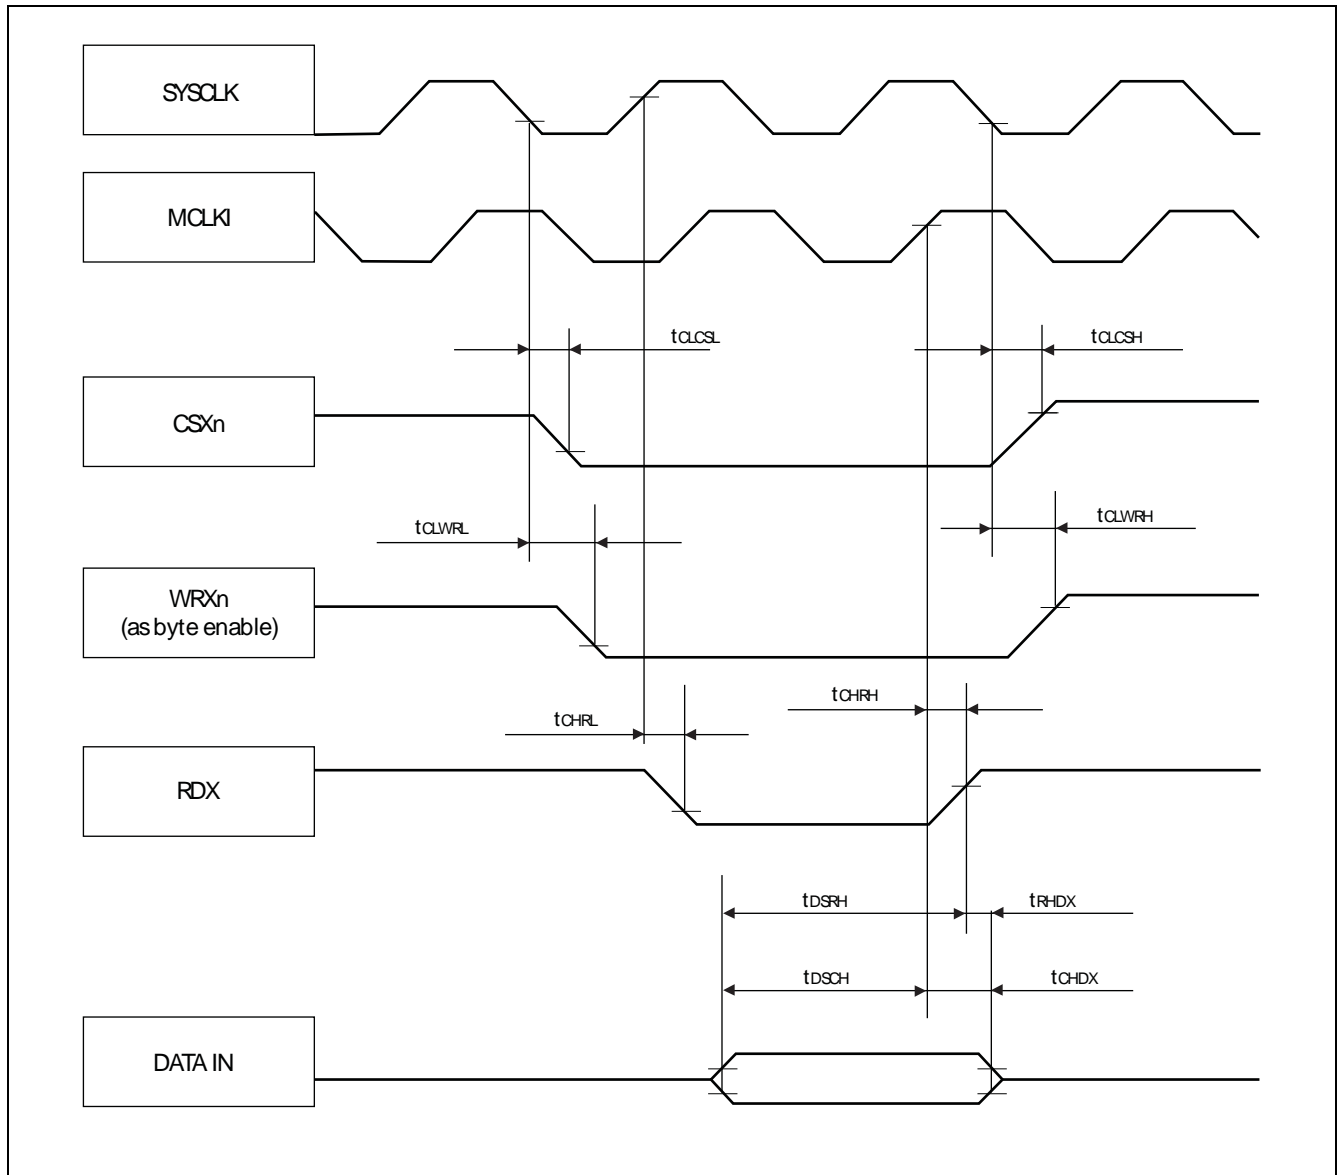 SYSCLK
MCLKI
tCLCSL
tCLCSH
CSXn
tCLWRL
tCLWRH
WRXn
(as byte enable)
tCHRH
tCHRL
RDX
tDSRH
tRHDX
tDSCH
tCHDX
DATA IN